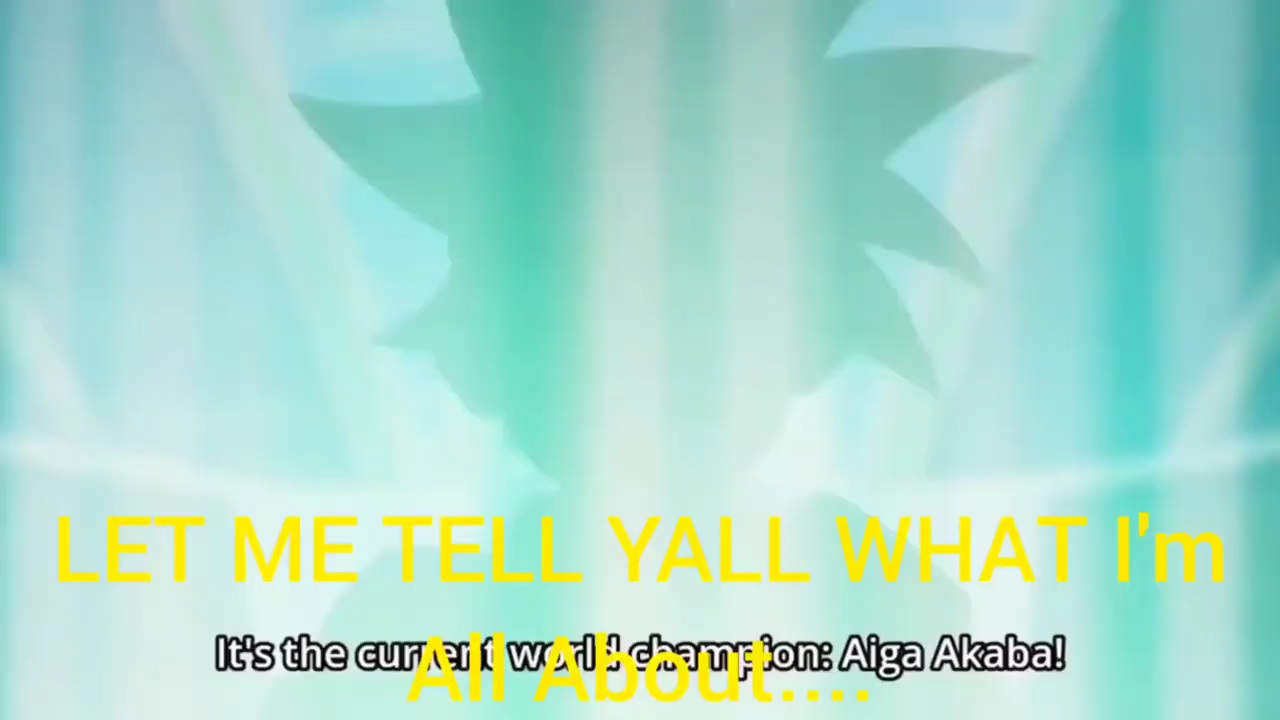 LET ME TELL YALL WHAT I'm
It's the current world champion: Aiga Akaba!
All About....